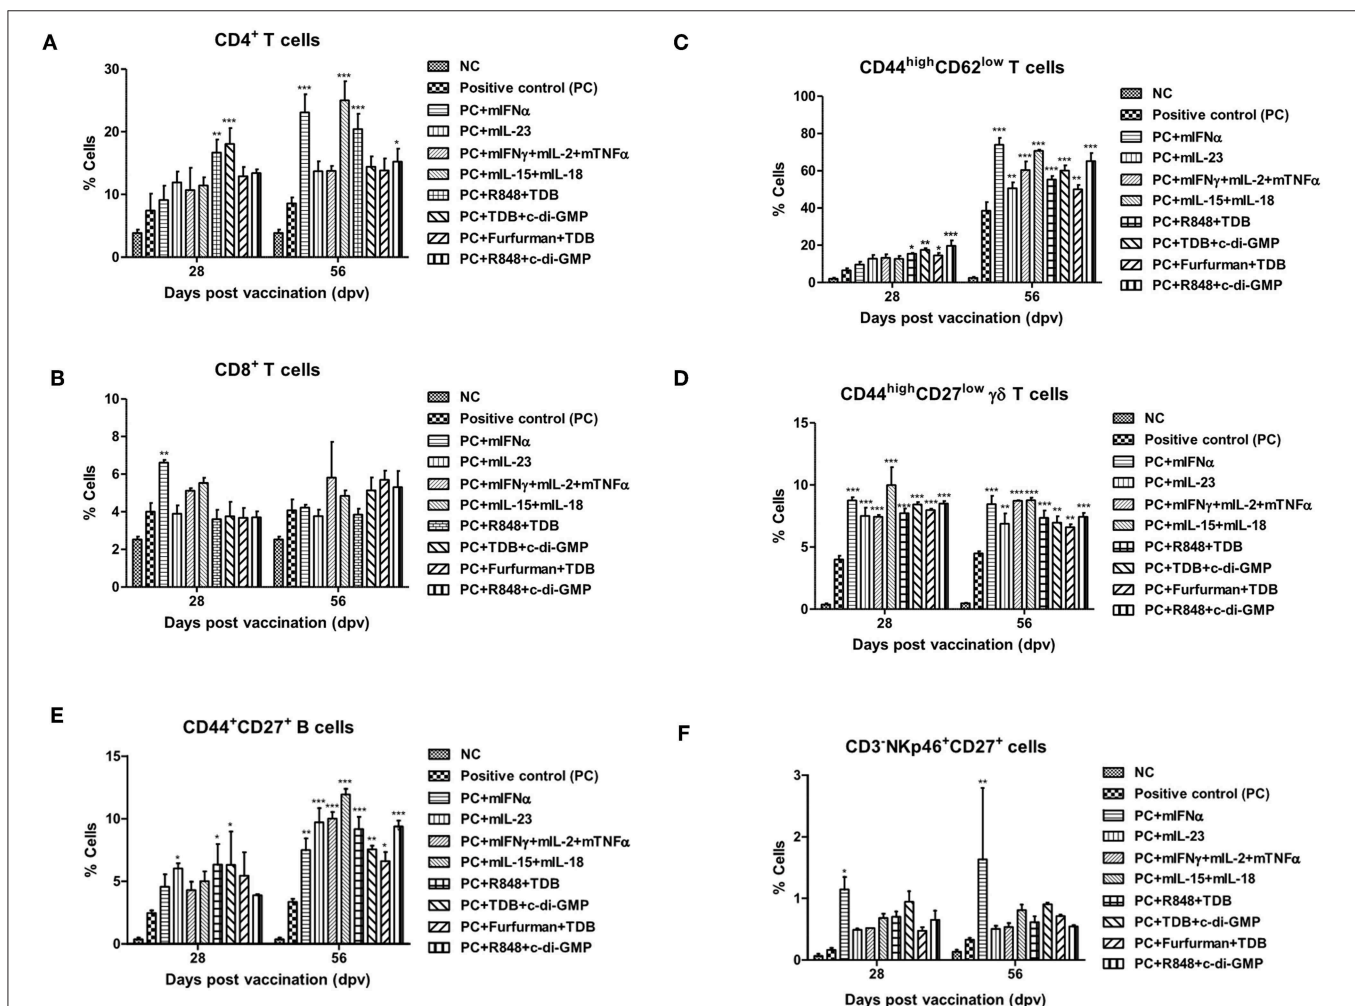 A
CD4+ T cells
30
20
10
0
% Cells
** *** *** *** *** *
28 56
Days post vaccination (dpv)
NC
Positive control (PC)
PC+mIFNα
PC+mIL-23
PC+mIFNγ+mIL-2+mTNFα
PC+mIL-15+mIL-18
PC+R848+TDB
PC+TDB+c-di-GMP
PC+Furfurman+TDB
PC+R848+c-di-GMP
B
CD8+ T cells
10
8
6
4
2
0
% Cells
**
28 56
Days post vaccination (dpv)
NC
Positive control (PC)
PC+mIFNα
PC+mIL-23
PC+mIFNγ+mIL-2+mTNFα
PC+mIL-15+mIL-18
PC+R848+TDB
PC+TDB+c-di-GMP
PC+Furfurman+TDB
PC+R848+c-di-GMP
C
CD44highCD62low T cells
100
80
60
40
20
0
% Cells
* ** * *** *** ** *** *** *** *** ** ***
28 56
Days post vaccination (dpv)
NC
Positive control (PC)
PC+mIFNα
PC+mIL-23
PC+mIFNγ+mIL-2+mTNFα
PC+mIL-15+mIL-18
PC+R848+TDB
PC+TDB+c-di-GMP
PC+Furfurman+TDB
PC+R848+c-di-GMP
D
CD44highCD27low γδ T cells
15
10
5
0
% Cells
*** *** *** *** *** *** *** *** *** ** *** *** *** ** ** ***
28 56
Days post vaccination (dpv)
NC
Positive control (PC)
PC+mIFNα
PC+mIL-23
PC+mIFNγ+mIL-2+mTNFα
PC+mIL-15+mIL-18
PC+R848+TDB
PC+TDB+c-di-GMP
PC+Furfurman+TDB
PC+R848+c-di-GMP
E
CD44+CD27+ B cells
15
10
5
0
% Cells
* * * ** *** *** *** *** ** * ***
28 56
Days post vaccination (dpv)
NC
Positive control (PC)
PC+mIFNα
PC+mIL-23
PC+mIFNγ+mIL-2+mTNFα
PC+mIL-15+mIL-18
PC+R848+TDB
PC+TDB+c-di-GMP
PC+Furfurman+TDB
PC+R848+c-di-GMP
F
CD3-NKp46+CD27+ cells
3
2
1
0
% Cells
* **
28 56
Days post vaccination (dpv)
NC
Positive control (PC)
PC+mIFNα
PC+mIL-23
PC+mIFNγ+mIL-2+mTNFα
PC+mIL-15+mIL-18
PC+R848+TDB
PC+TDB+c-di-GMP
PC+Furfurman+TDB
PC+R848+c-di-GMP